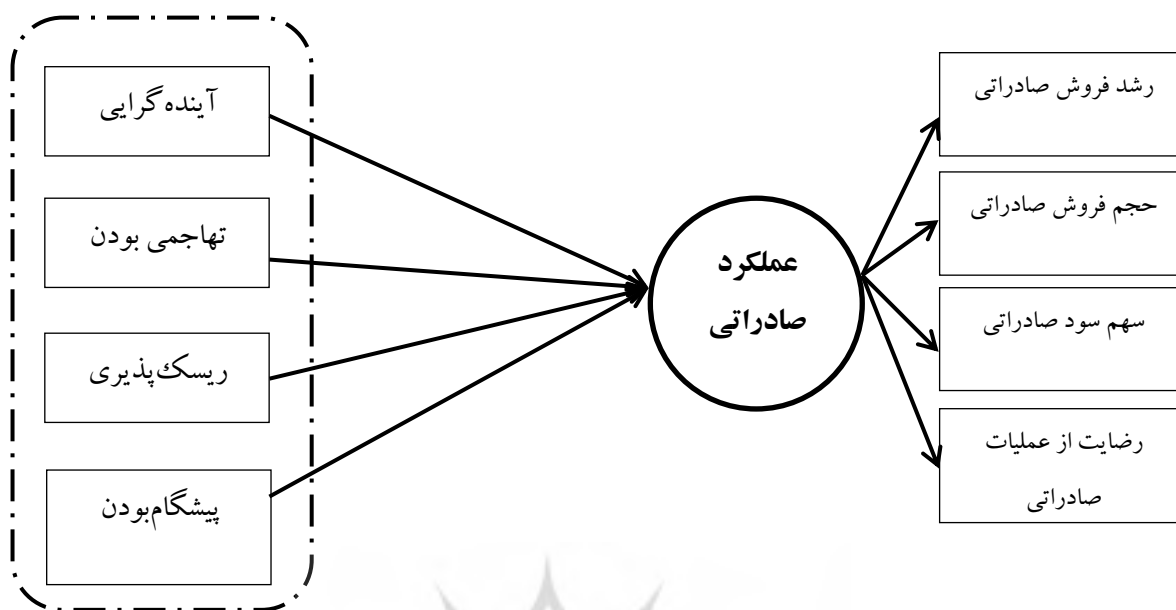 آینده‌گرایی
تهاجمی بودن
ریسک‌پذیری
پیشگام‌بودن
عملکرد
صادراتی
رشد فروش صادراتی
حجم فروش صادراتی
سهم سود صادراتی
رضایت از عملیات
صادراتی